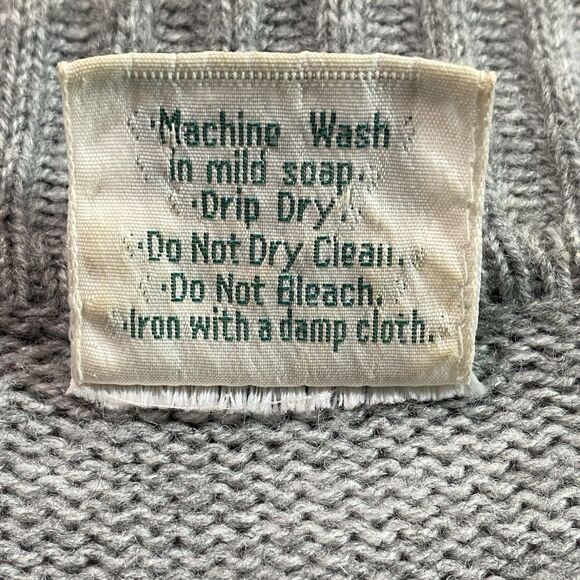 ·Machine Wash
in mild soap.
·Drip Dry.
·Do Not Dry Clean.
·Do Not Bleach.
·Iron with a damp cloth.